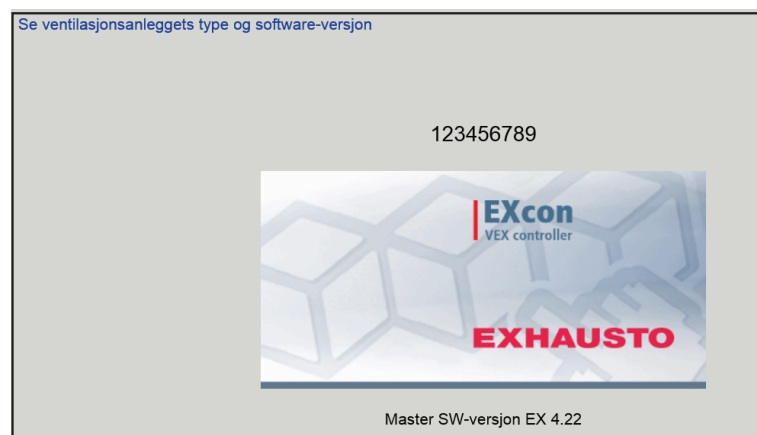 Se ventilasjonsanleggets type og software-versjon
123456789
EXcon
VEX controller
EXHAUSTO
Master SW-versjon EX 4.22